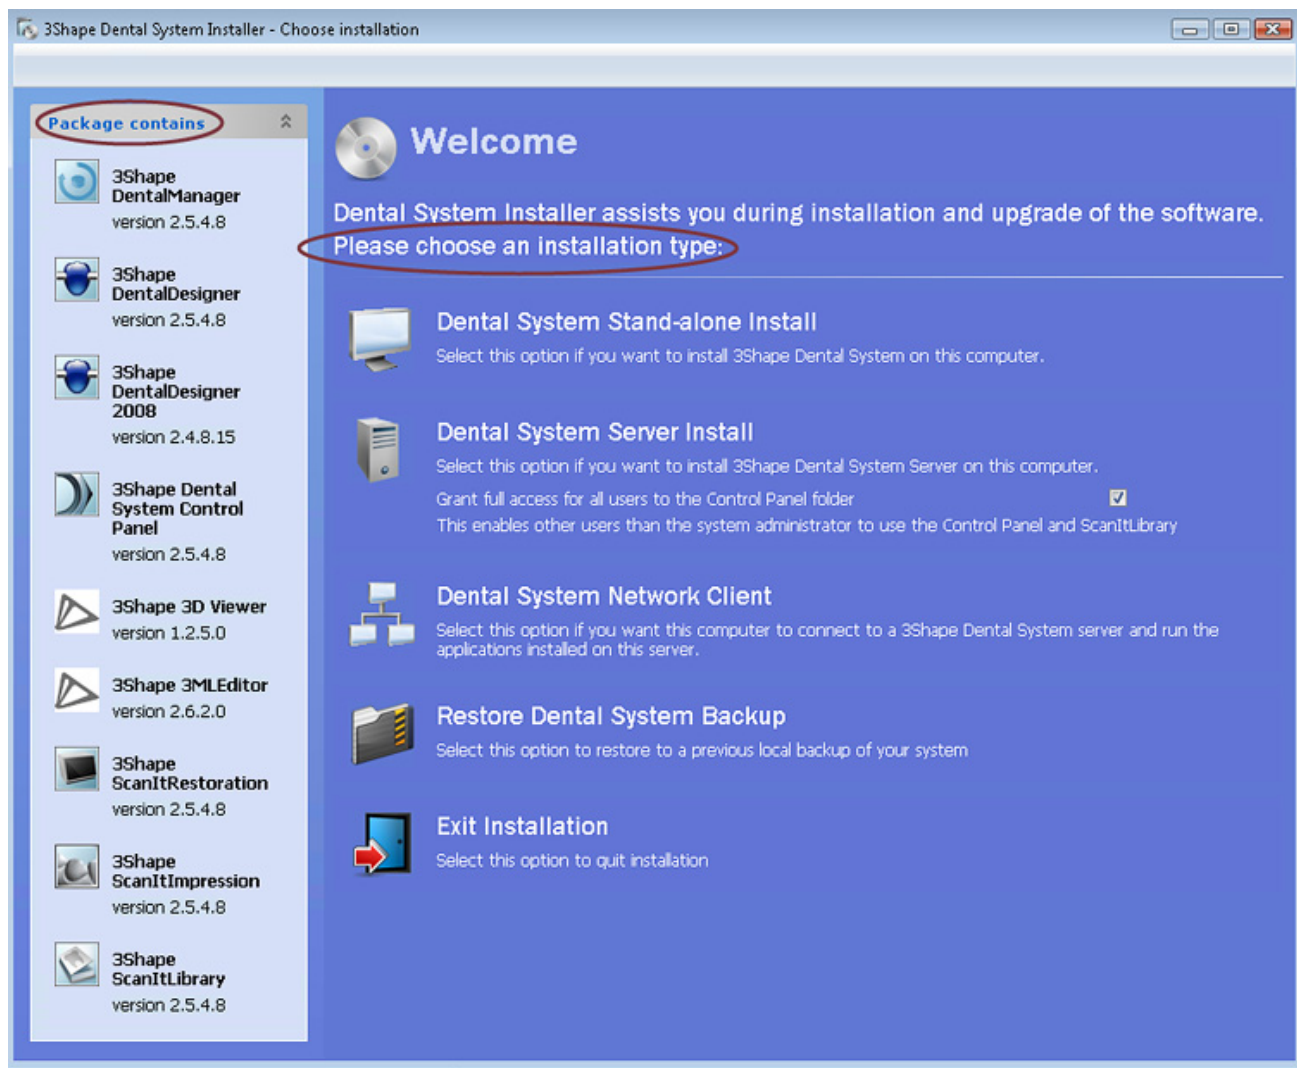 3Shape Dental System Installer - Choose installation
Package contains
3Shape
DentalManager
version 2.5.4.8
3Shape
DentalDesigner
version 2.5.4.8
3Shape
DentalDesigner
2008
version 2.4.8.15
3Shape Dental
System Control
Panel
version 2.5.4.8
3Shape 3D Viewer
version 1.2.5.0
3Shape 3MLEditor
version 2.6.2.0
3Shape
ScanItRestoration
version 2.5.4.8
3Shape
ScanItImpression
version 2.5.4.8
3Shape
ScanItLibrary
version 2.5.4.8
Welcome
Dental System Installer assists you during installation and upgrade of the software.
Please choose an installation type:
Dental System Stand-alone Install
Select this option if you want to install 3Shape Dental System on this computer.
Dental System Server Install
Select this option if you want to install 3Shape Dental System Server on this computer.
Grant full access for all users to the Control Panel folder
This enables other users than the system administrator to use the Control Panel and ScanItLibrary
Dental System Network Client
Select this option if you want this computer to connect to a 3Shape Dental System server and run the
applications installed on this server.
Restore Dental System Backup
Select this option to restore to a previous local backup of your system
Exit Installation
Select this option to quit installation